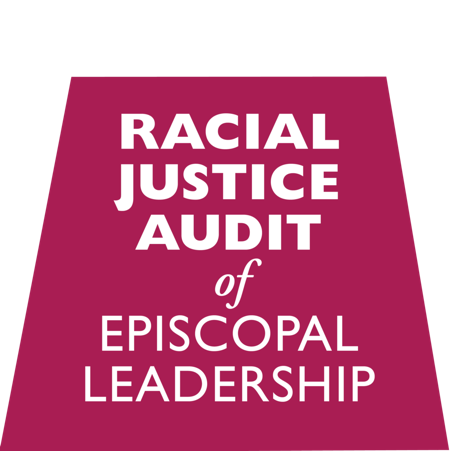 RACIAL
JUSTICE
AUDIT
of
EPISCOPAL
LEADERSHIP